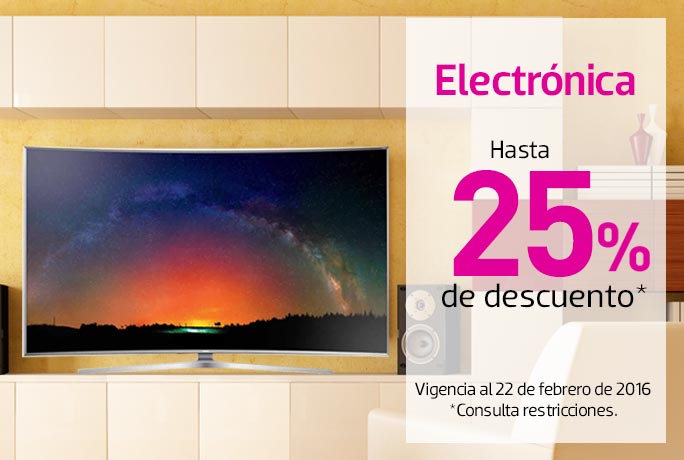 Electrónica
Hasta
25%
de descuento*
Vigencia al 22 de febrero de 2016
*Consulta restricciones.